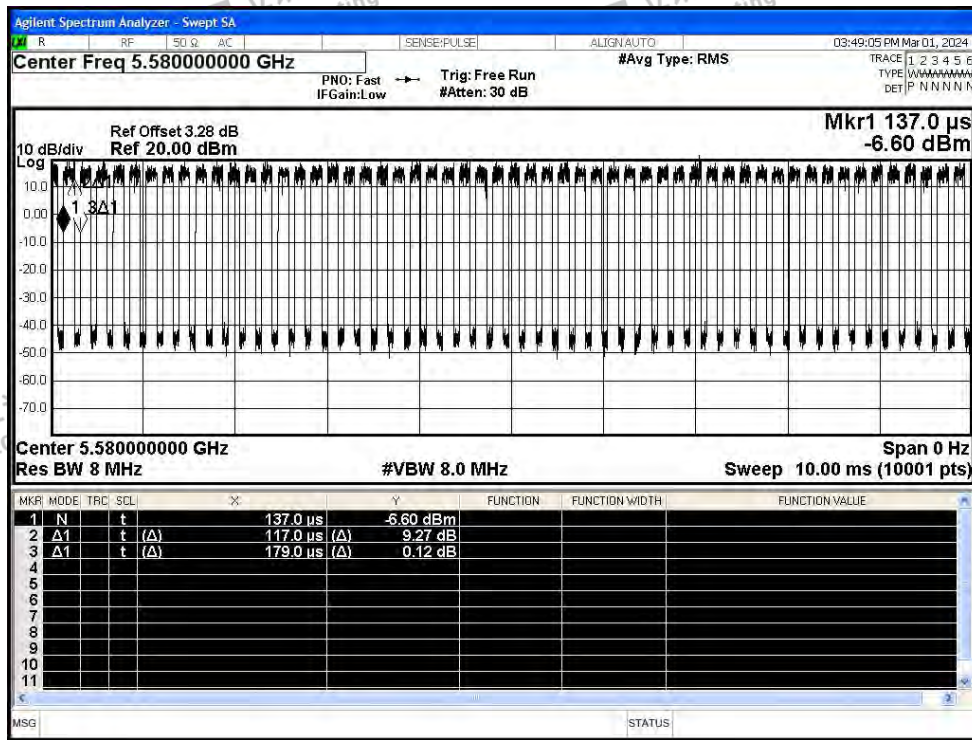 Agilent Spectrum Analyzer - Swept SA
R RF 50 Ω AC SENSE:PULSE ALIGN AUTO 03:49:05 PM Mar 01, 2024
Center Freq 5.580000000 GHz #Avg Type: RMS TRACE 1 2 3 4 5 6
PNO: Fast Trig: Free Run TYPE WWWWWW
IFGain:Low #Atten: 30 dB DET P N N N N N
Mkr1 137.0 µs
Ref Offset 3.28 dB
10 dB/div Ref 20.00 dBm -6.60 dBm
Log
10.0
0.00
1 3Δ1
-10.0
-20.0
-30.0
-40.0
-50.0
-60.0
-70.0
Center 5.580000000 GHz Span 0 Hz
Res BW 8 MHz #VBW 8.0 MHz Sweep 10.00 ms (10001 pts)
MKR MODE TRC SCL X Y FUNCTION FUNCTION WIDTH FUNCTION VALUE
1 N t 137.0 µs -6.60 dBm
2 Δ1 t (Δ) 117.0 µs (Δ) 9.27 dB
3 Δ1 t (Δ) 179.0 µs (Δ) 0.12 dB
4
5
6
7
8
9
10
11
MSG STATUS